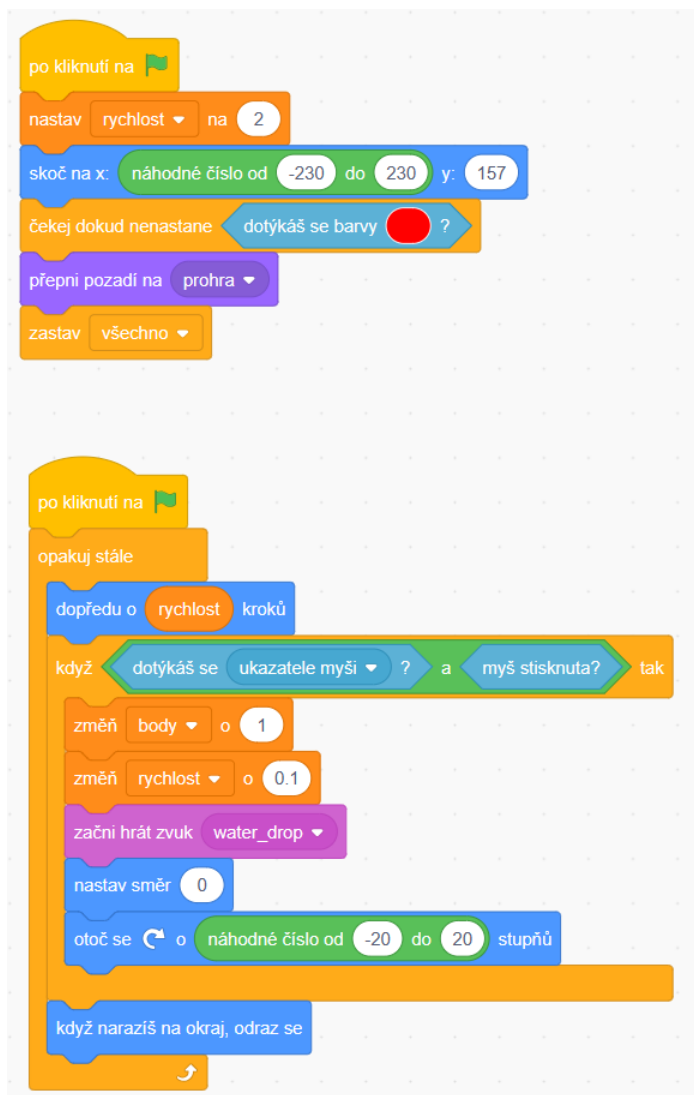 po kliknutí na
nastav rychlost na 2
skoč na x: náhodné číslo od -230 do 230 y: 157
čekej dokud nenastane dotýkáš se barvy ?
přepni pozadí na prohra
zastav všechno
po kliknutí na
opakuj stále
dopředu o rychlost kroků
když dotýkáš se ukazatele myši ? a myš stisknuta? tak
změň body o 1
změň rychlost o 0.1
začni hrát zvuk water_drop
nastav směr 0
otoč se o náhodné číslo od -20 do 20 stupňů
když narazíš na okraj, odraz se